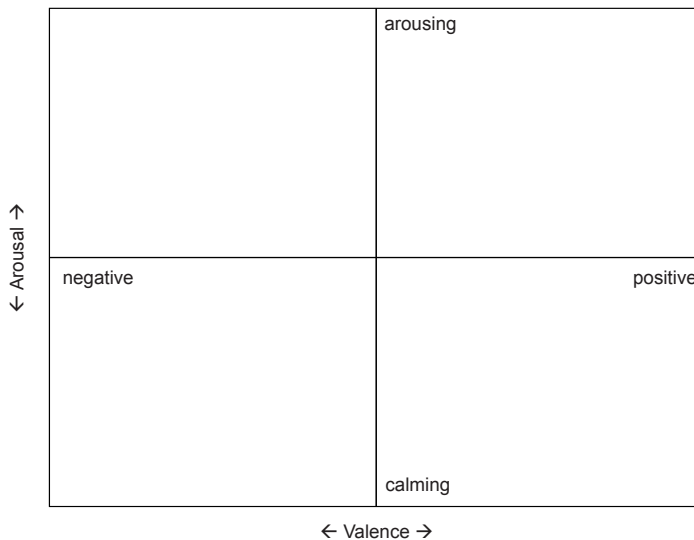 arousing
← Arousal →
negative
positive
calming
← Valence →